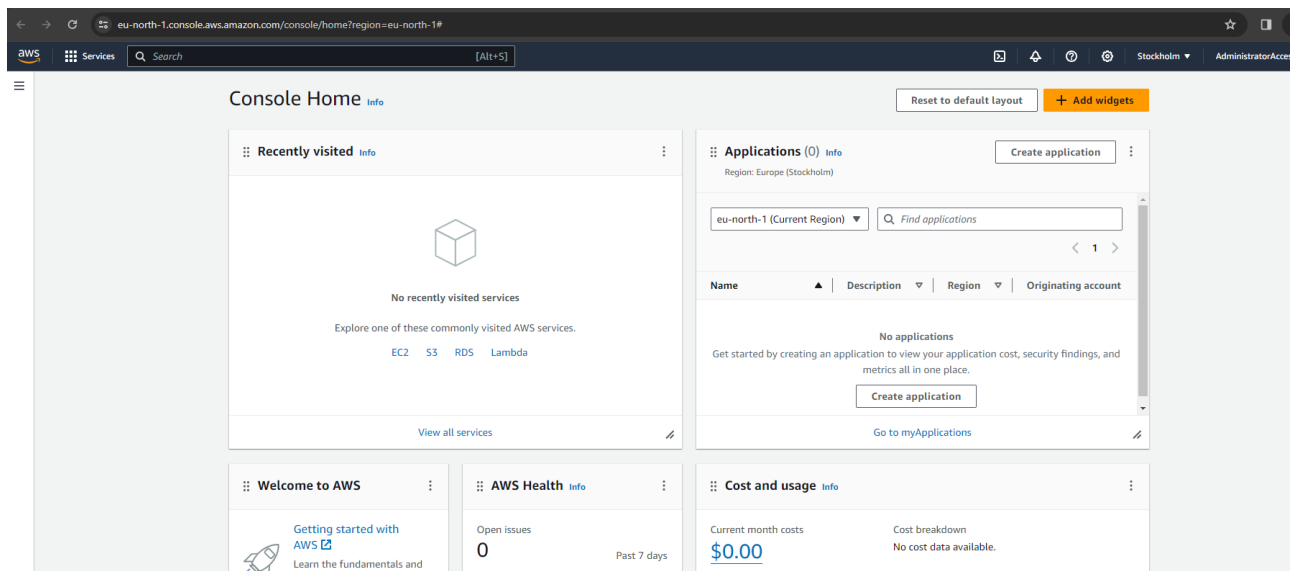 eu-north-1.console.aws.amazon.com/console/home?region=eu-north-1#
aws Services Search [Alt+S] Stockholm ▼
Console Home Info
Reset to default layout + Add widgets
Recently visited Info
No recently visited services
Explore one of these commonly visited AWS services.
EC2 S3 RDS Lambda
View all services
Applications (0) Info
Create application
Region: Europe (Stockholm)
eu-north-1 (Current Region) ▼ Find applications
< 1 >
Name ▲ Description ▽ Region ▽ Originating account
No applications
Get started by creating an application to view your application cost, security findings, and
metrics all in one place.
Create application
Go to myApplications
Welcome to AWS
Getting started with
AWS
Learn the fundamentals and
AWS Health Info
Open issues
0
Past 7 days
Cost and usage Info
Current month costs
$0.00
Cost breakdown
No cost data available.